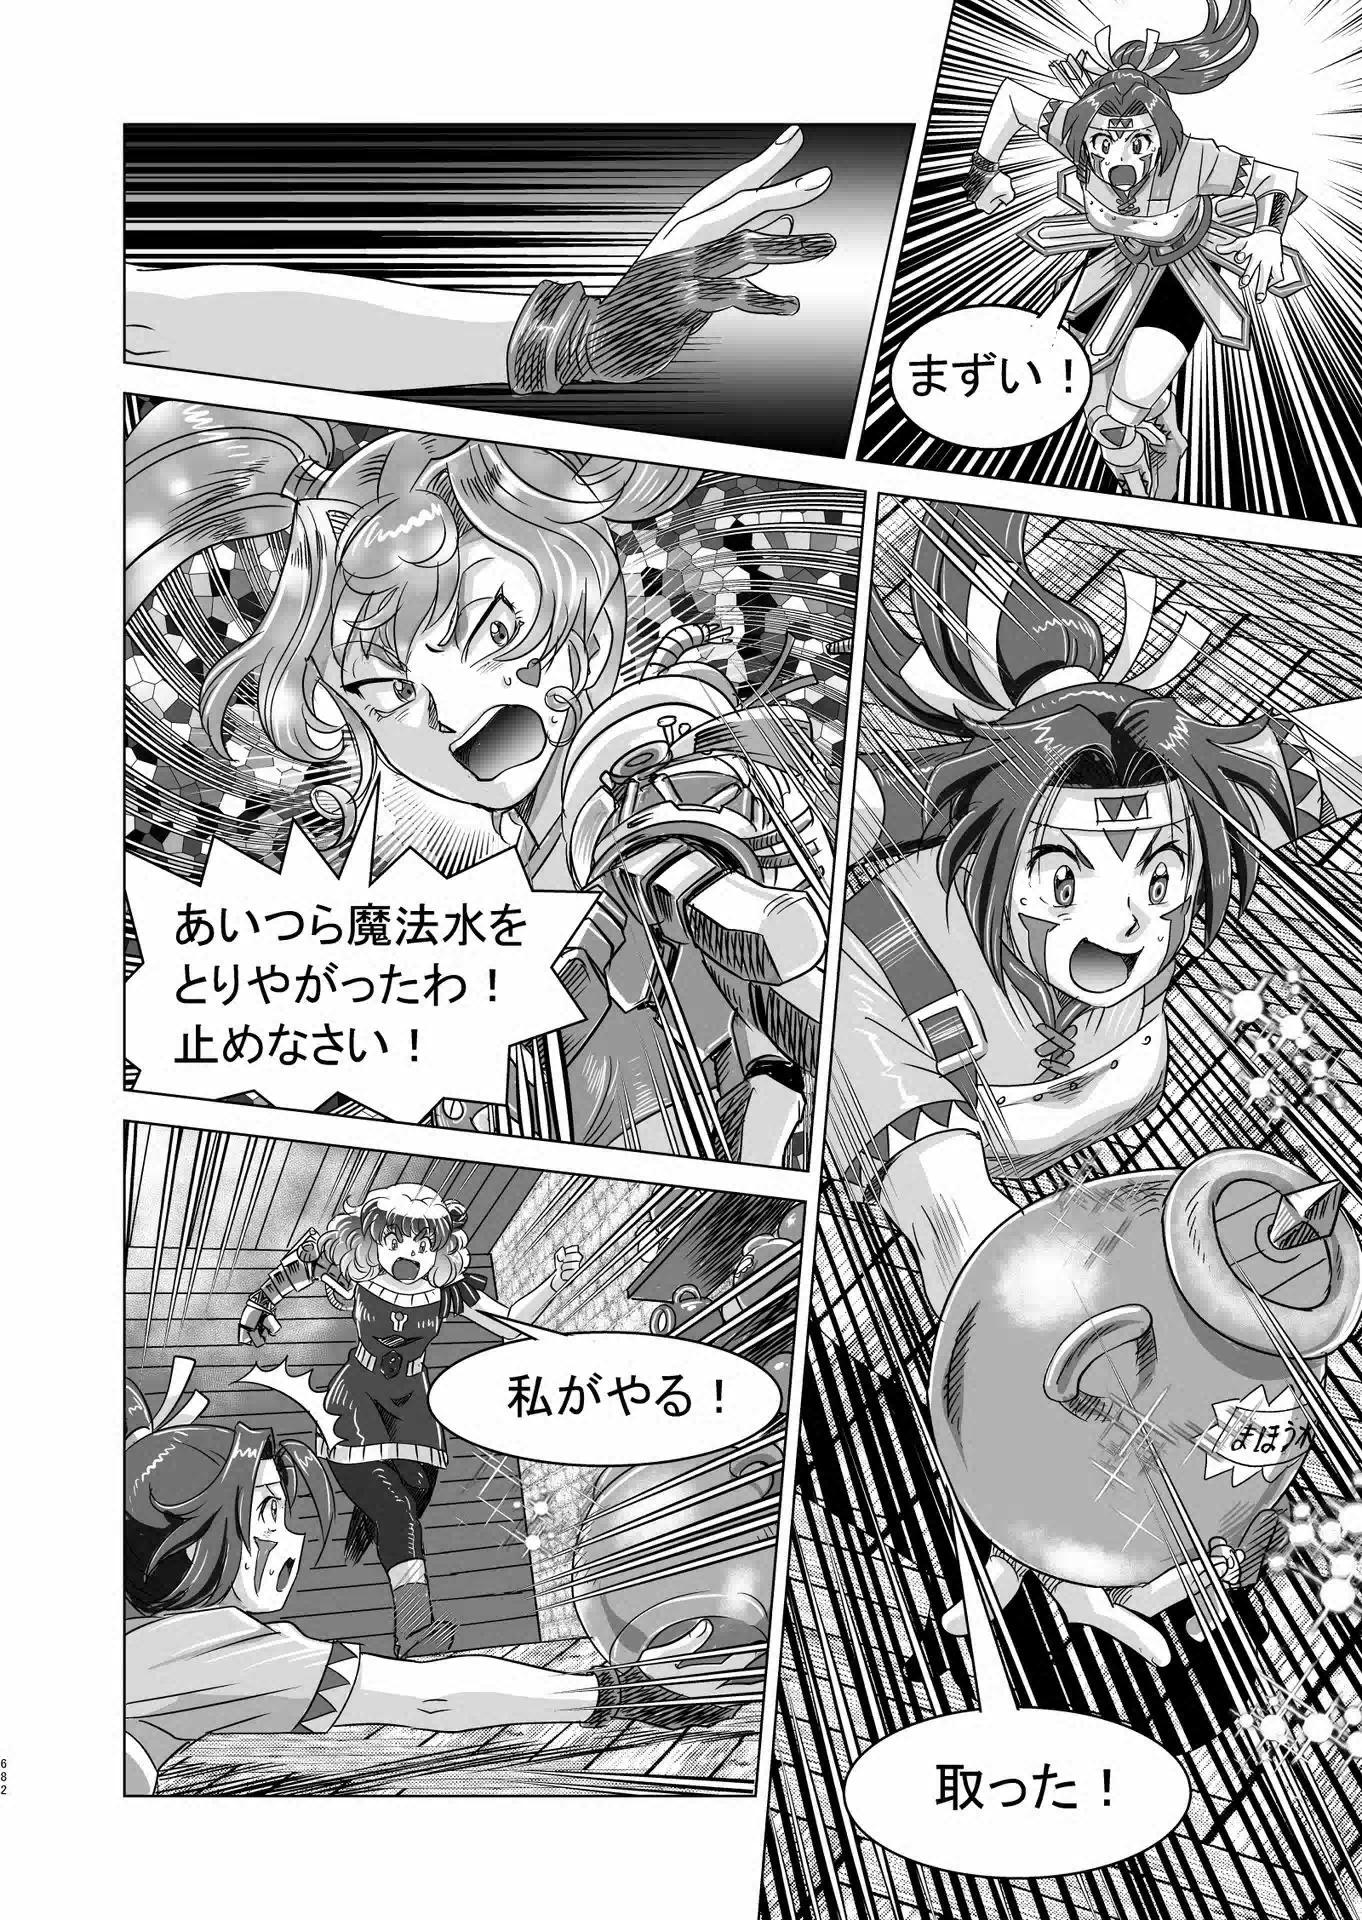 まずい！
取った！
まほう水
あいつら魔法水を
とりやがったわ！
止めなさい！
私がやる！
682